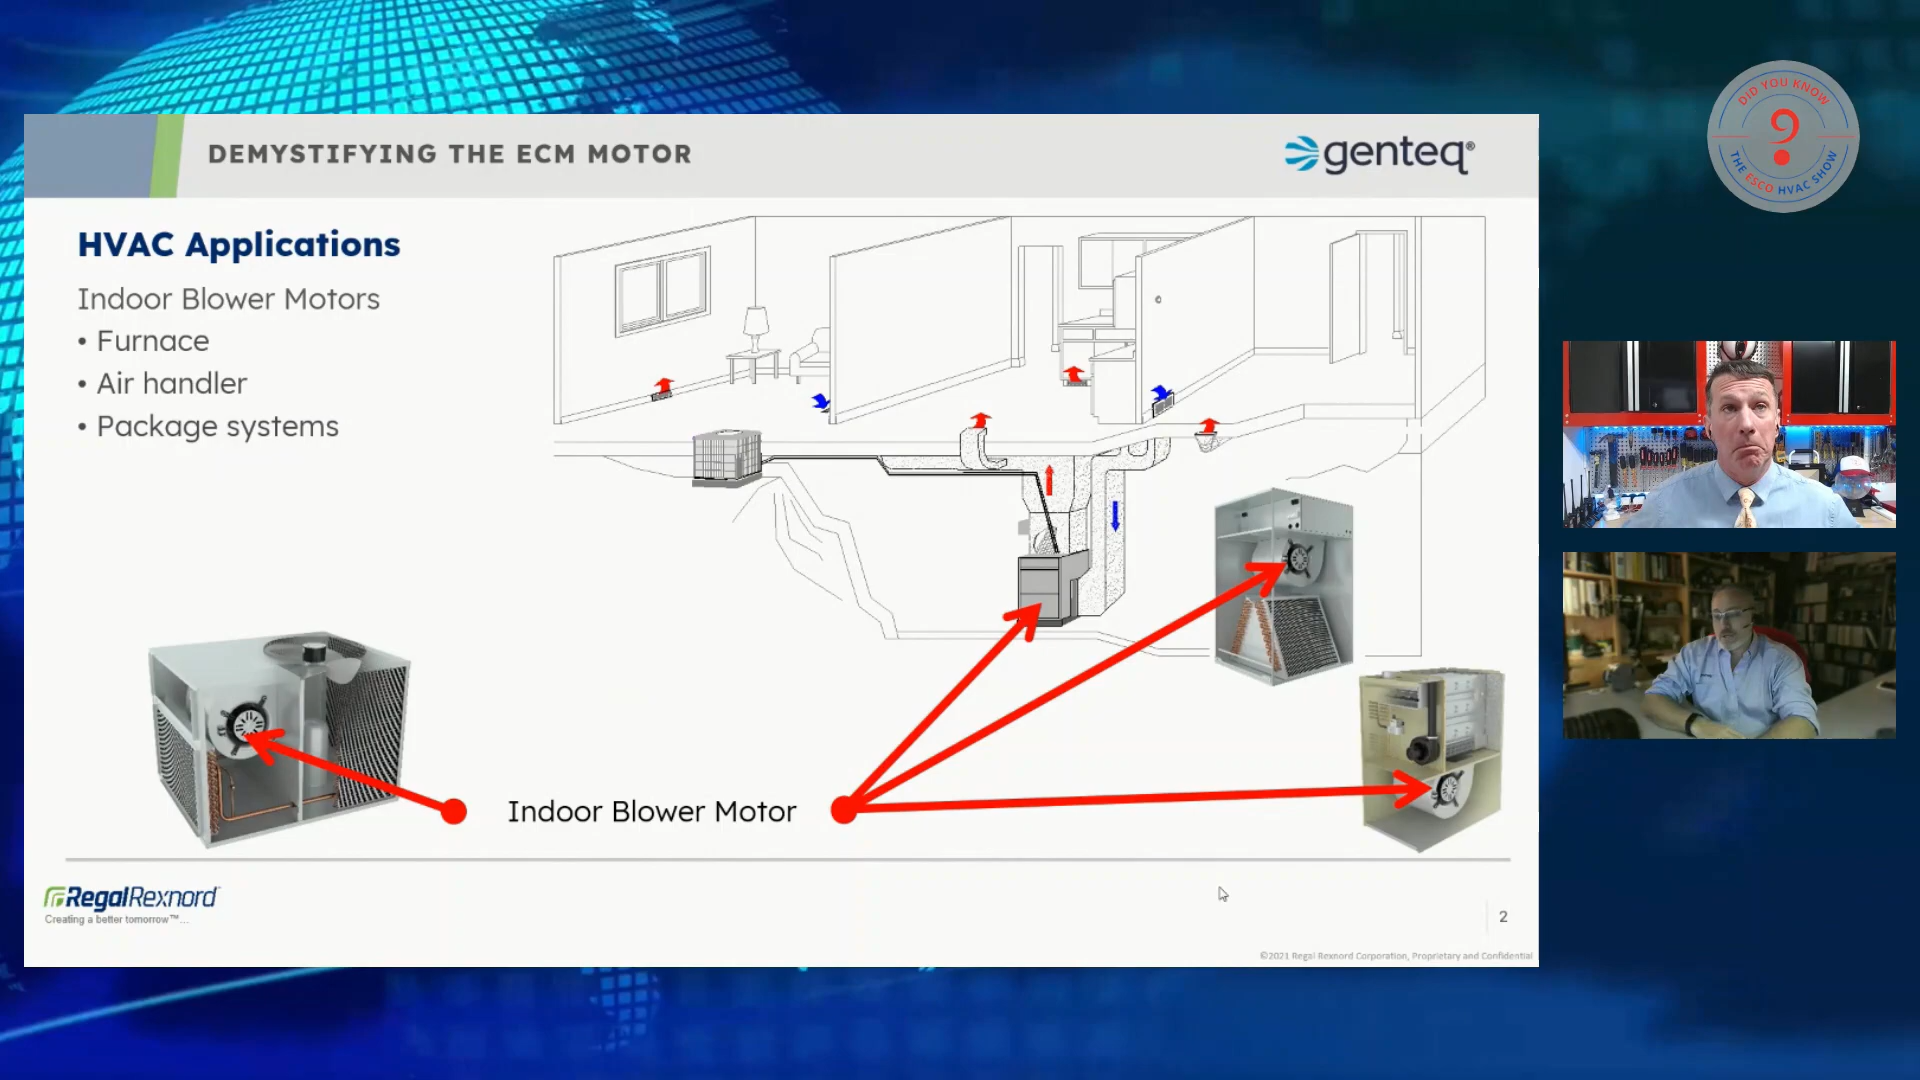 DEMYSTIFYING THE ECM MOTOR
genteq®
DID YOU KNOW
?
THE ESCO HVAC SHOW
HVAC Applications
Indoor Blower Motors
• Furnace
• Air handler
• Package systems
Indoor Blower Motor
RegalRexnord
Creating a better tomorrow™...
2
©2021 Regal Rexnord Corporation, Proprietary and Confidential